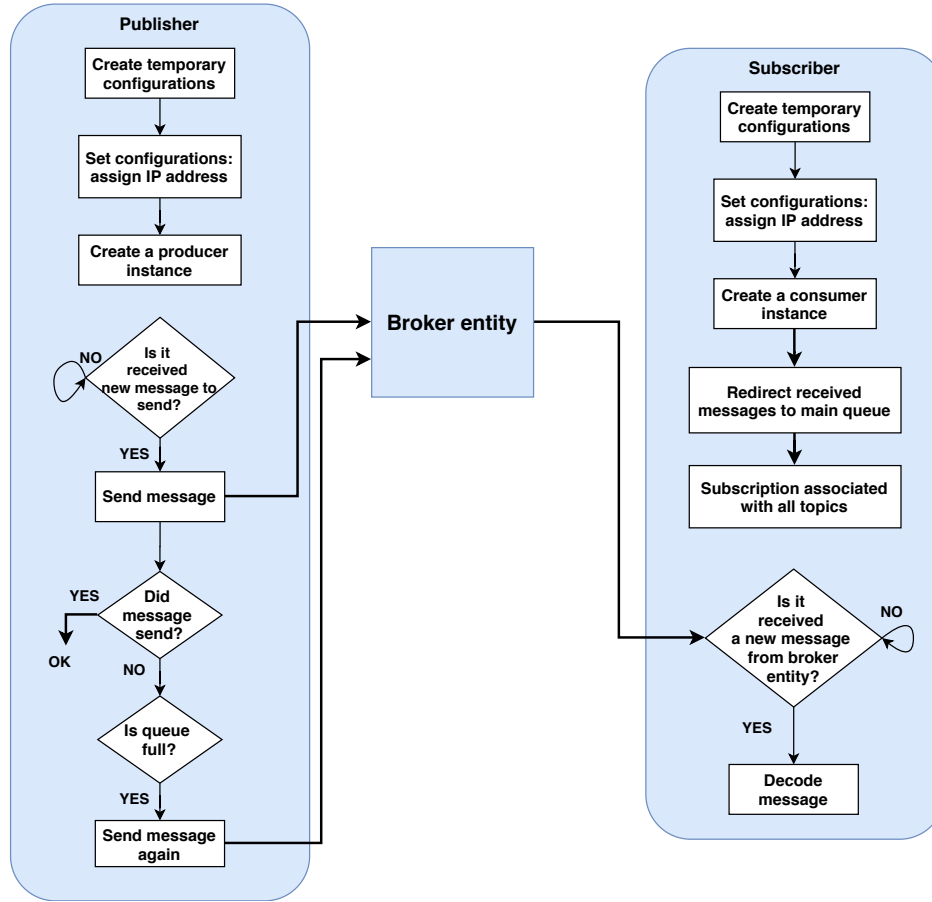 Publisher
Create temporary
configurations
Set configurations:
assign IP address
Create a producer
instance
NO
Is it
received
new message to
send?
YES
Send message
YES
Did
message
send?
OK
NO
Is queue
full?
YES
Send message
again
Broker entity
Subscriber
Create temporary
configurations
Set configurations:
assign IP address
Create a consumer
instance
Redirect received
messages to main queue
Subscription associated
with all topics
Is it
received
a new message
from broker
entity?
NO
YES
Decode
message